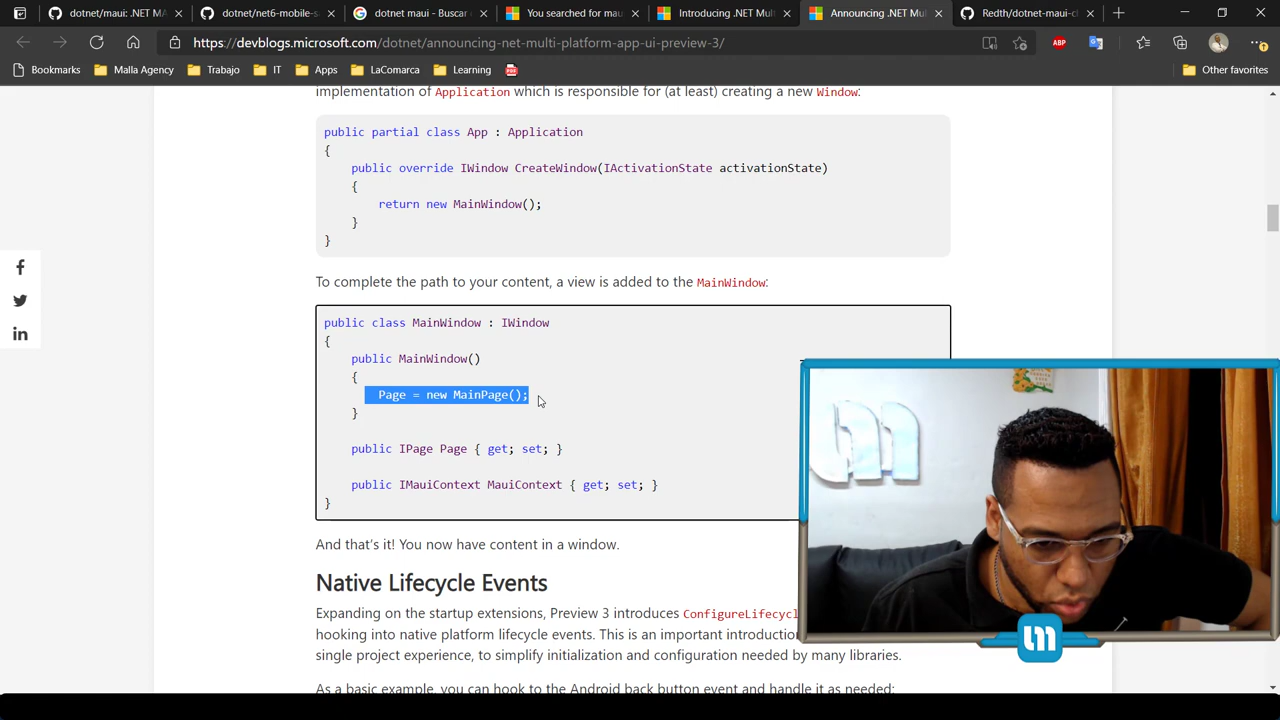 dotnet/maui: .NET MA
dotnet/net6-mobile-s
dotnet maui - Buscar
You searched for mau
Introducing .NET Mult
Announcing .NET Mul
Redth/dotnet-maui-c
https://devblogs.microsoft.com/dotnet/announcing-net-multi-platform-app-ui-preview-3/
ABP
Bookmarks
Malla Agency
Trabajo
IT
Apps
LaComarca
Learning
PDF
Other favorites
implementation of Application which is responsible for (at least) creating a new Window:
public partial class App : Application
{
public override IWindow CreateWindow(IActivationState activationState)
{
return new MainWindow();
}
}
To complete the path to your content, a view is added to the MainWindow:
public class MainWindow : IWindow
{
public MainWindow()
{
Page = new MainPage();
}
public IPage Page { get; set; }
public IMauiContext MauiContext { get; set; }
}
And that's it! You now have content in a window.
Native Lifecycle Events
Expanding on the startup extensions, Preview 3 introduces ConfigureLifecycl
hooking into native platform lifecycle events. This is an important introduction
single project experience, to simplify initialization and configuration needed by many libraries.
As a basic example, you can hook to the Android back button event and handle it as needed: